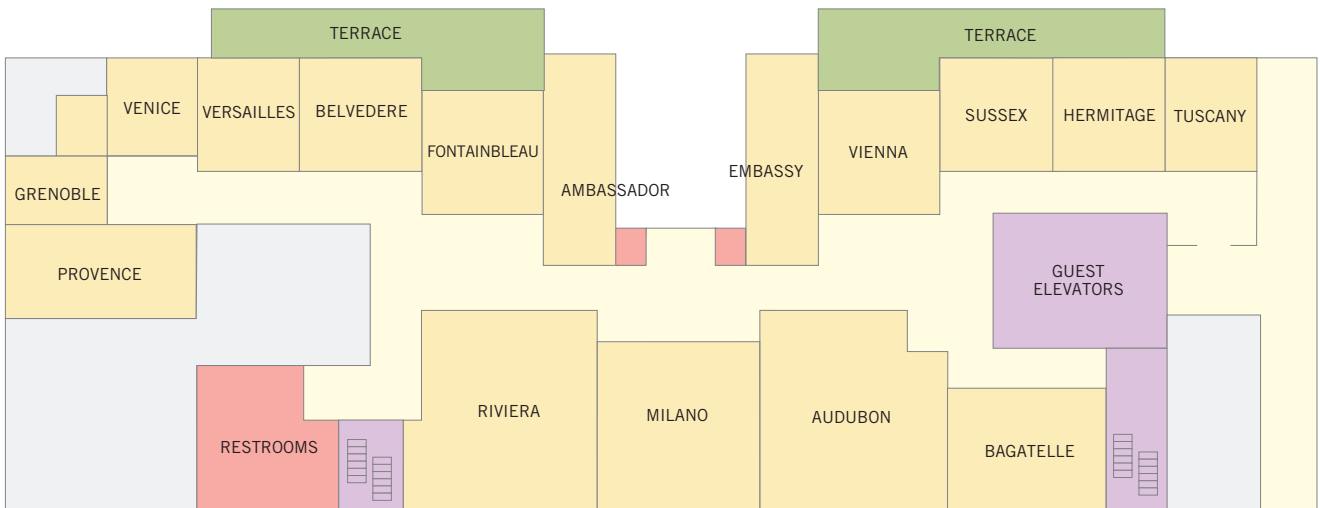 TERRACE
TERRACE
VENICE
VERSAILLES
BELVEDERE
FONTAINBLEAU
AMBASSADOR
EMBASSY
VIENNA
SUSSEX
HERMITAGE
TUSCANY
GRENOBLE
PROVENCE
GUEST
ELEVATORS
RESTROOMS
RIVIERA
MILANO
AUDUBON
BAGATELLE